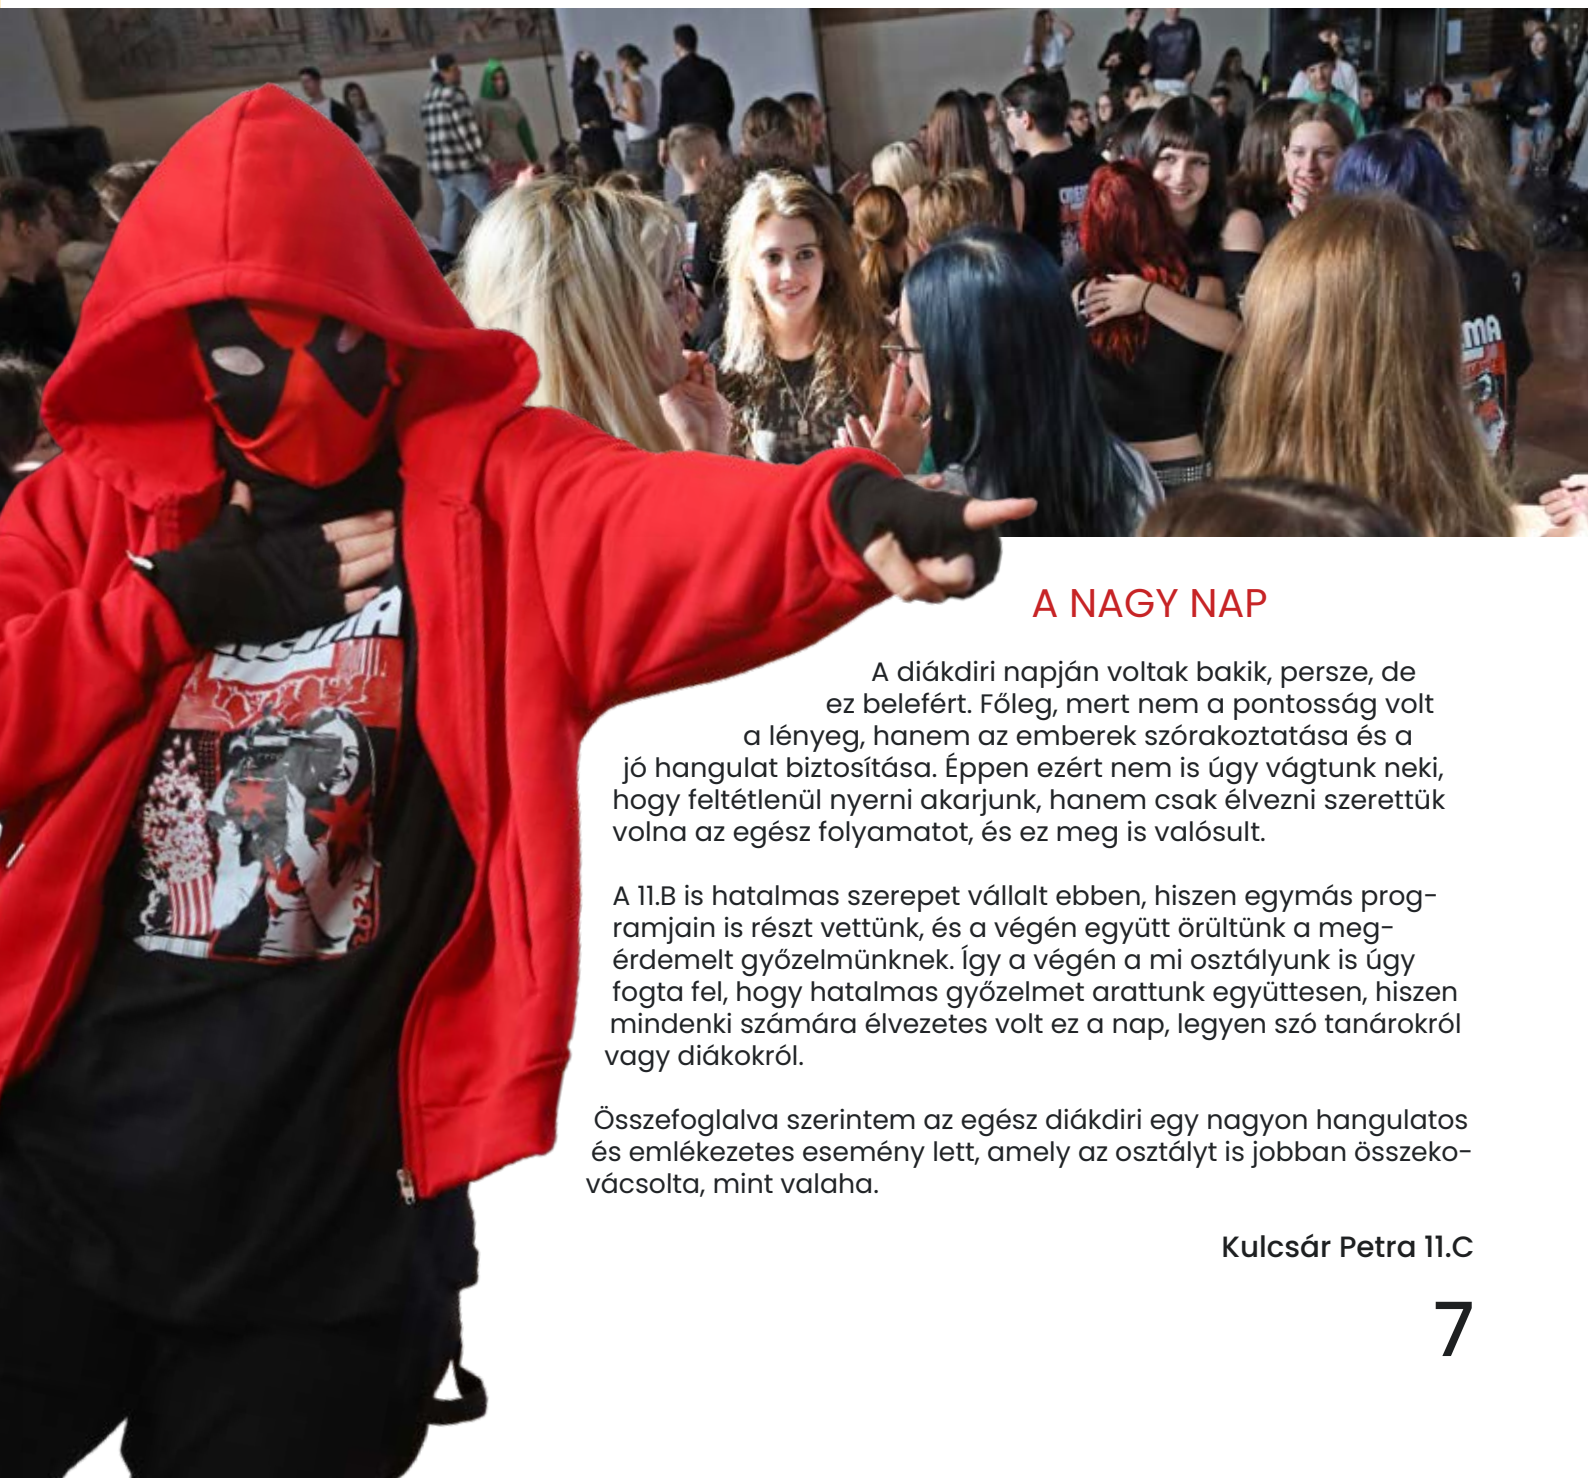 A NAGY NAP
A diákdiri napján voltak bakik, persze, de
ez belefért. Főleg, mert nem a pontosság volt
a lényeg, hanem az emberek szórakoztatása és a
jó hangulat biztosítása. Éppen ezért nem is úgy vágtunk neki,
hogy feltétlenül nyerni akarjunk, hanem csak élvezni szerettük
volna az egész folyamatot, és ez meg is valósult.
A 11.B is hatalmas szerepet vállalt ebben, hiszen egymás prog-
ramjain is részt vettünk, és a végén együtt örültünk a meg-
érdemelt győzelmünknek. Így a végén a mi osztályunk is úgy
fogta fel, hogy hatalmas győzelmet arattunk együttesen, hiszen
mindenki számára élvezetes volt ez a nap, legyen szó tanárokról
vagy diákokról.
Összefoglalva szerintem az egész diákdiri egy nagyon hangulatos
és emlékezetes esemény lett, amely az osztályt is jobban összeko-
vácsolta, mint valaha.
Kulcsár Petra 11.C
7
2024